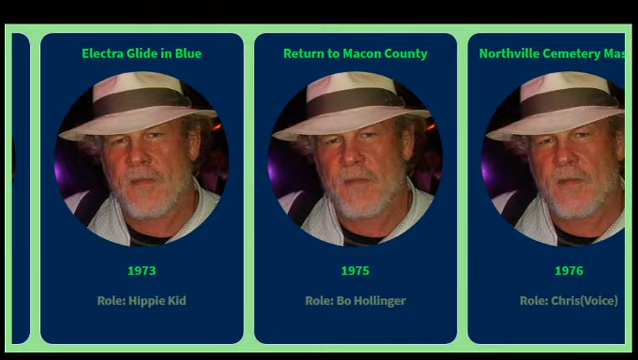 Electra Glide in Blue
1973
Role: Hippie Kid
Return to Macon County
1975
Role: Bo Hollinger
Northville Cemetery Mas
1976
Role: Chris(Voice)